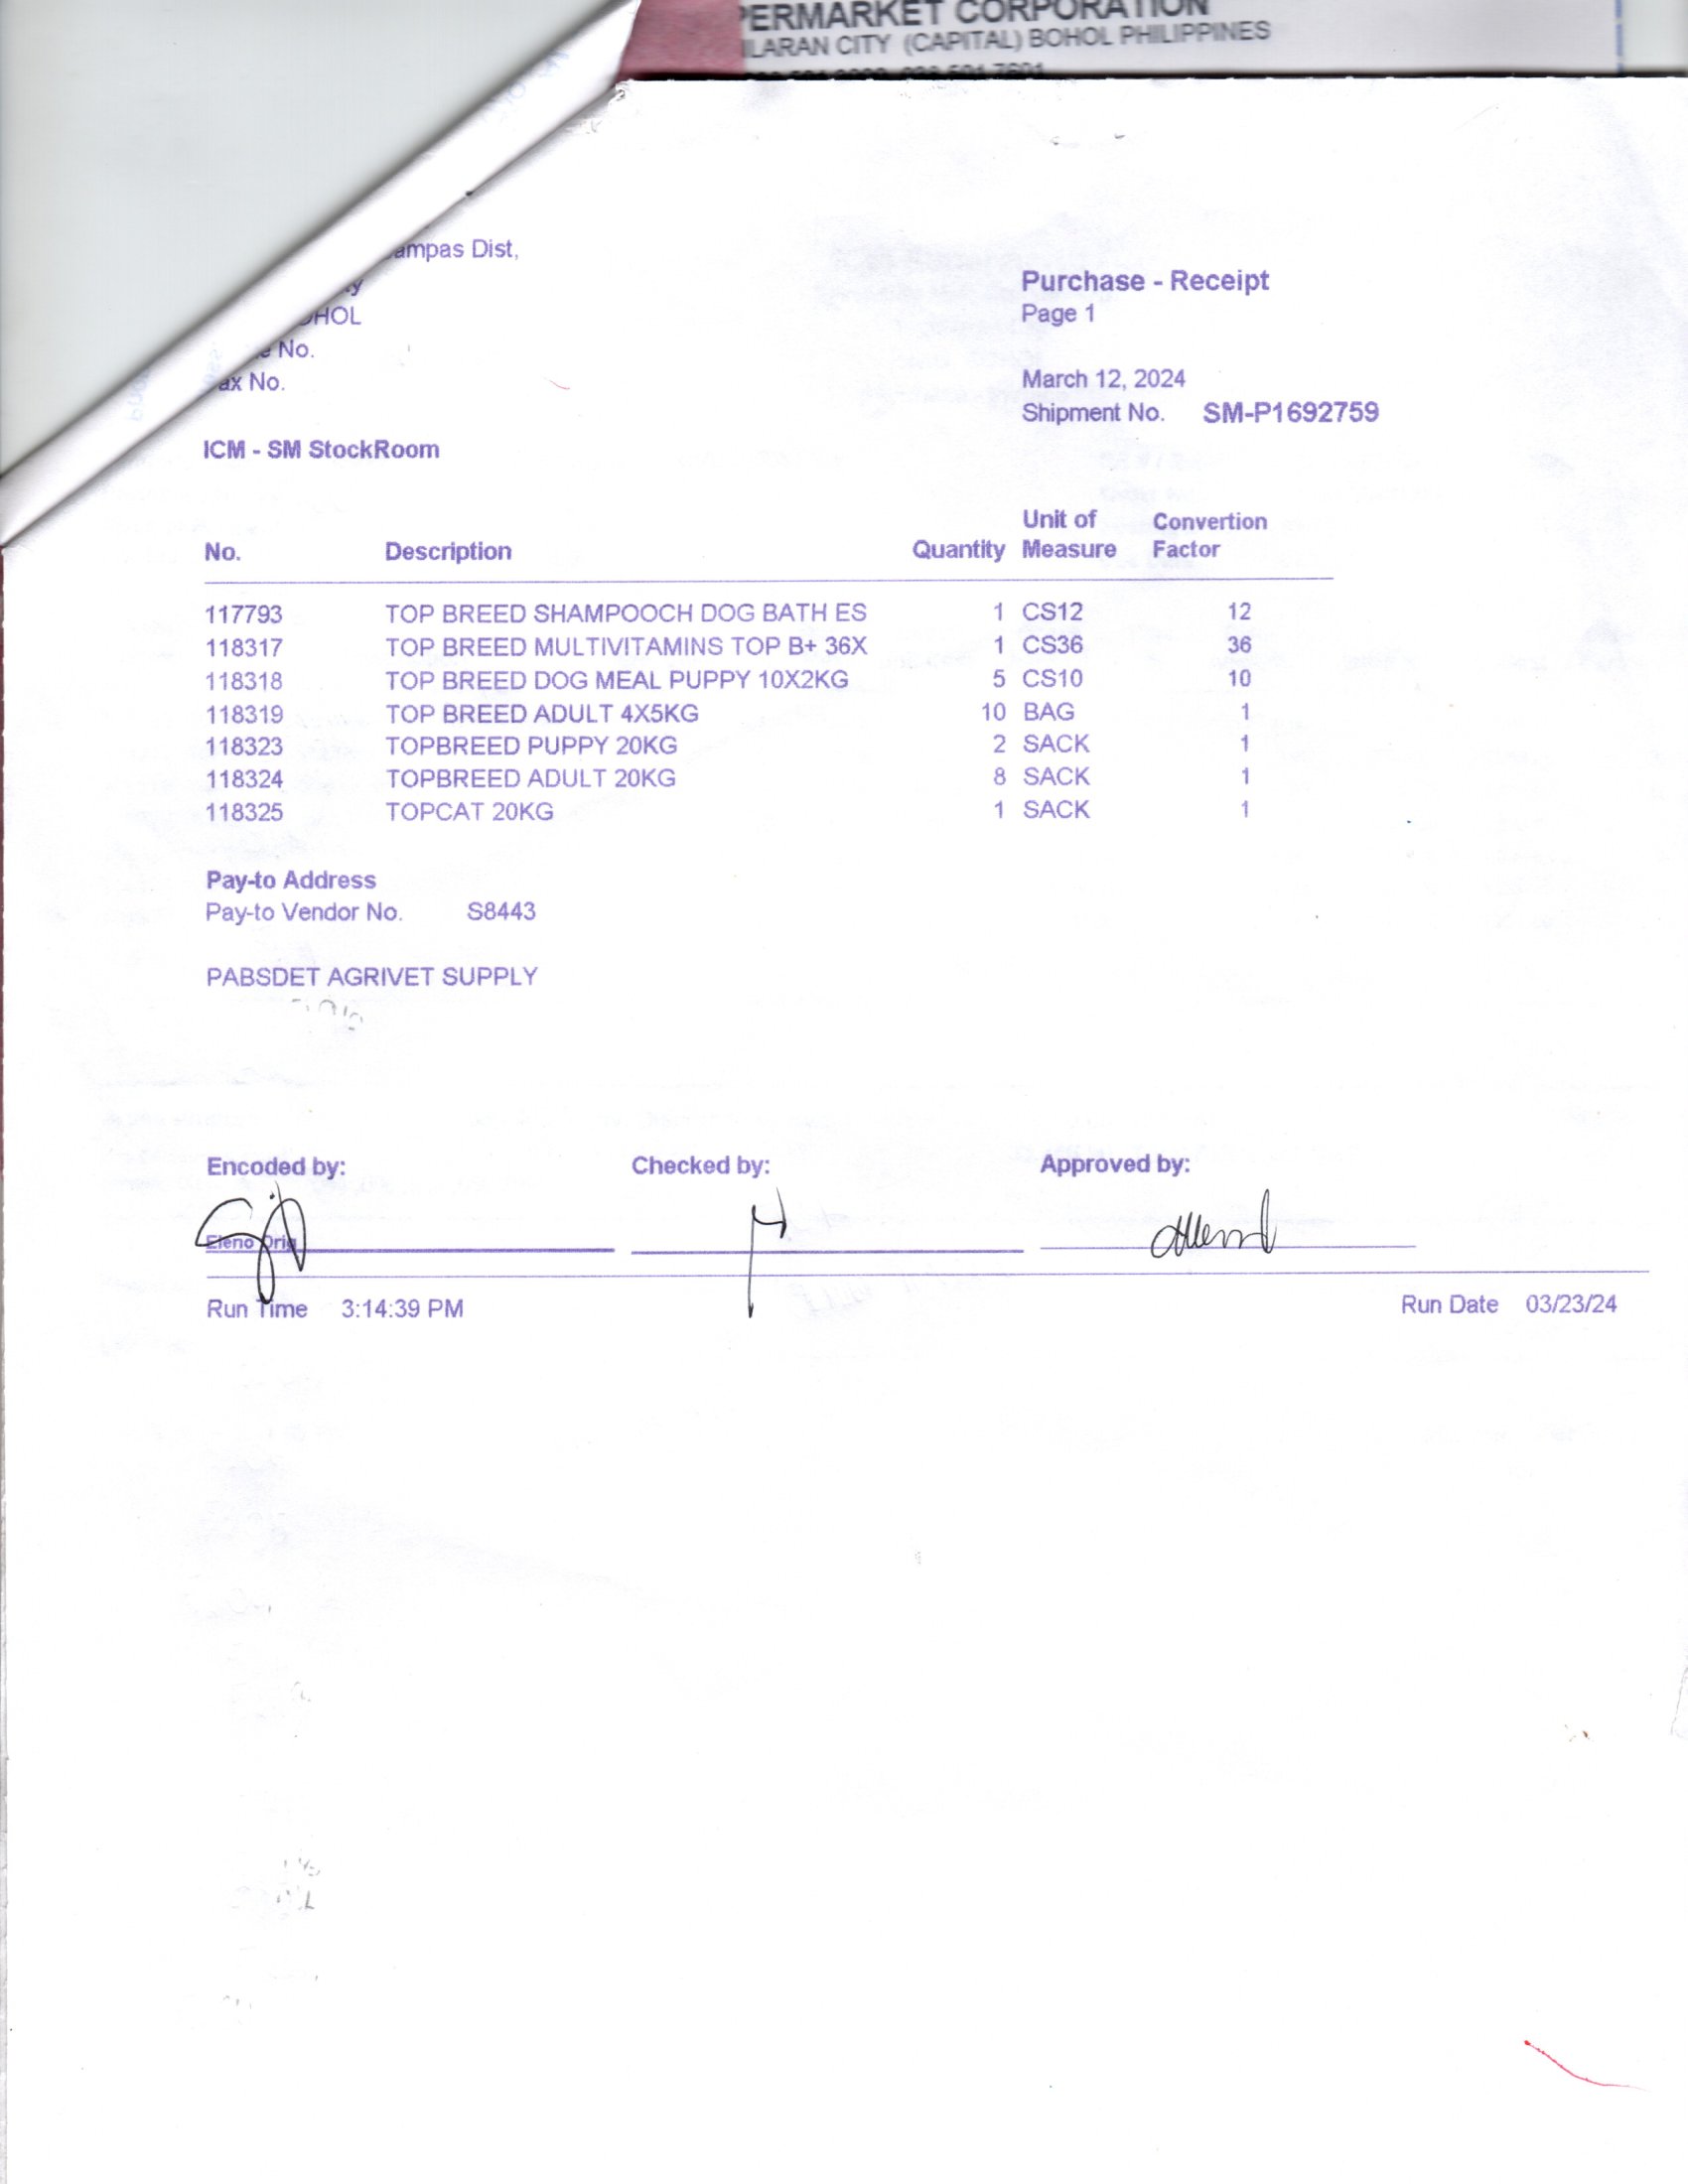 PERMARKET CORPORATION
ILARAN CITY (CAPITAL) BOHOL PHILIPPINES
ampas Dist,
y
OHOL
e No.
ax No.
Purchase - Receipt
Page 1
March 12, 2024
Shipment No. SM-P1692759
ICM - SM StockRoom
No. Description Quantity Unit of Measure Convertion Factor
117793 TOP BREED SHAMPOOCH DOG BATH ES 1 CS12 12
118317 TOP BREED MULTIVITAMINS TOP B+ 36X 1 CS36 36
118318 TOP BREED DOG MEAL PUPPY 10X2KG 5 CS10 10
118319 TOP BREED ADULT 4X5KG 10 BAG 1
118323 TOPBREED PUPPY 20KG 2 SACK 1
118324 TOPBREED ADULT 20KG 8 SACK 1
118325 TOPCAT 20KG 1 SACK 1
Pay-to Address
Pay-to Vendor No. S8443
PABSDET AGRIVET SUPPLY
Encoded by: Checked by: Approved by:
Eleno Orig
Run Time 3:14:39 PM Run Date 03/23/24